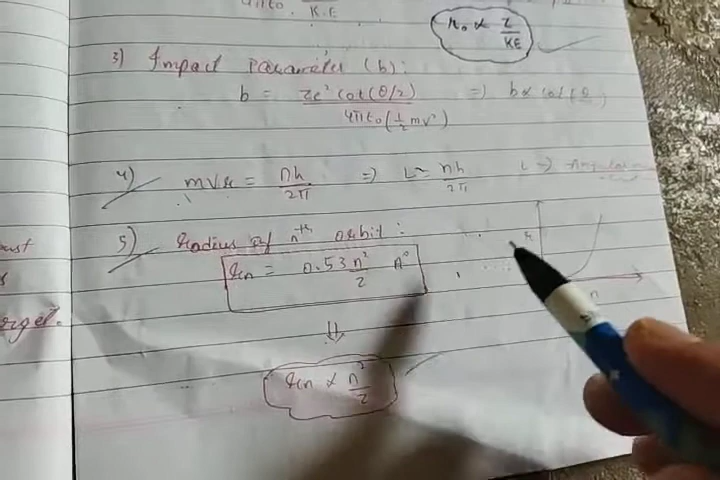 K.E
r₀ ∝ z/KE
3) Impact Parameter (b):
b = ze² cot(θ/2) / 4πε₀(½mv²) => b ∝ cot(θ
4) mvr = nh/2π => L = nh/2π L =>
5) Radius of nth orbit:
rn = 0.53 n²/z A°
r
n
⇓
rn ∝ n²/z